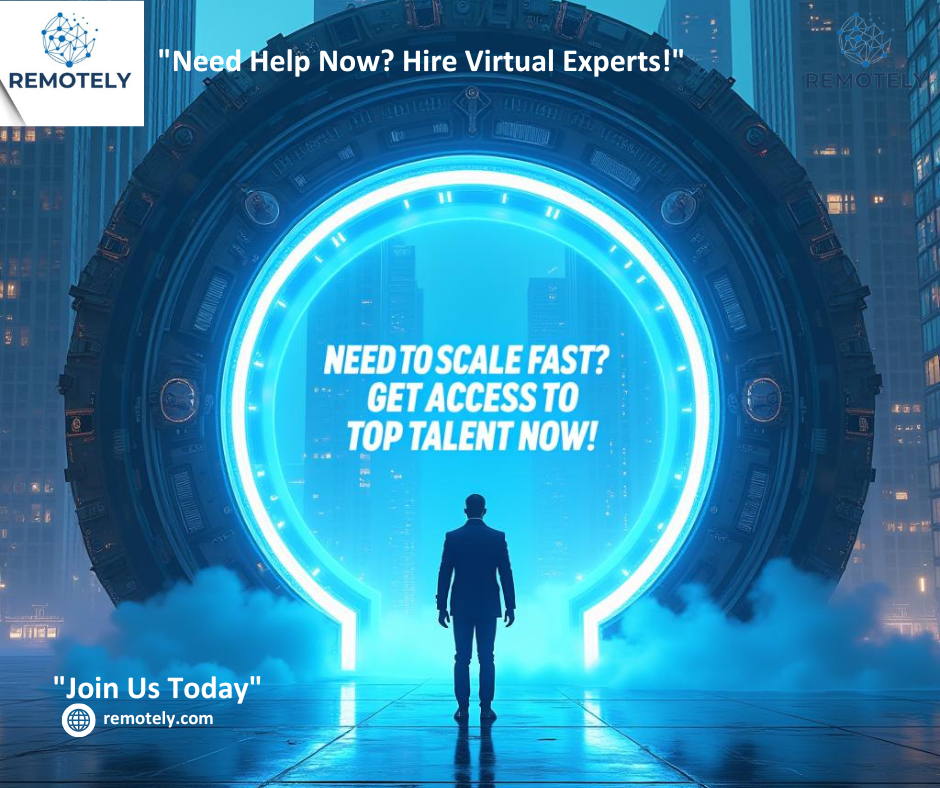 REMOTELY
"Need Help Now? Hire Virtual Experts!"
REMOTELY
NEED TO SCALE FAST?
GET ACCESS TO
TOP TALENT NOW!
"Join Us Today"
remotely.com